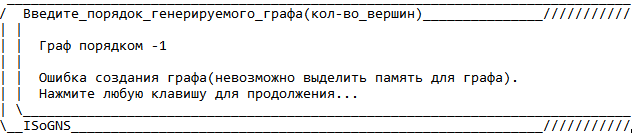 Введите_порядок_генерируемого_графа(кол-во_вершин)
Граф порядком -1
Ошибка создания графа(невозможно выделить память для графа).
Нажмите любую клавишу для продолжения...
ISoGNS